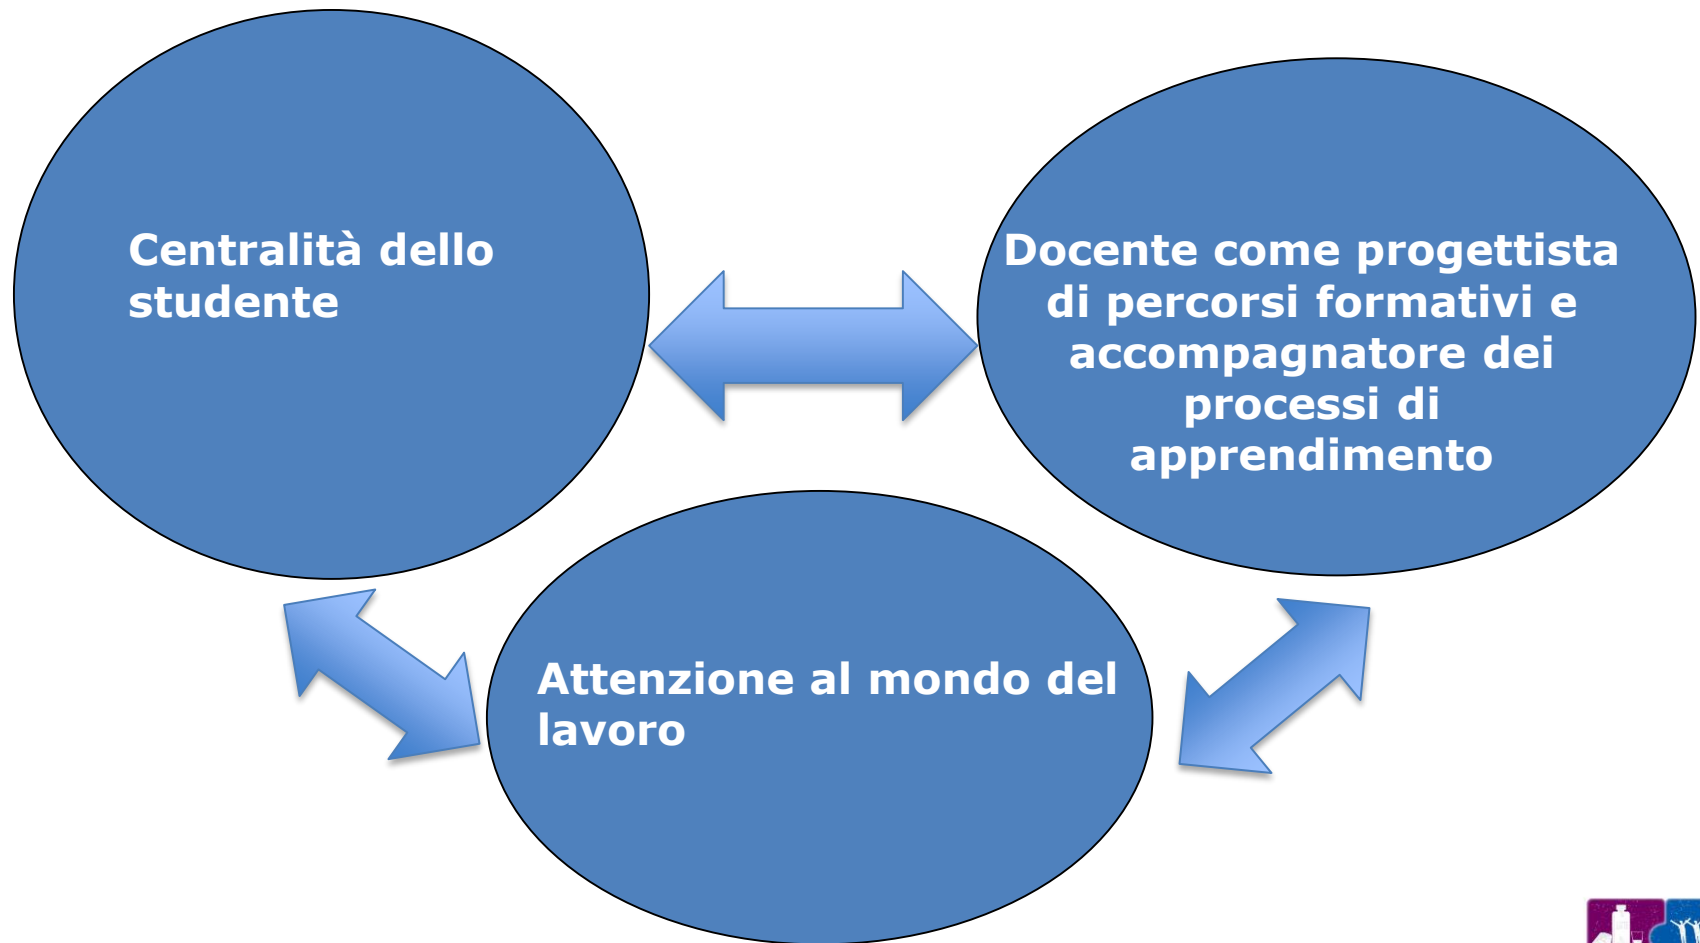 Centralità dello
studente
Docente come progettista
di percorsi formativi e
accompagnatore dei
processi di
apprendimento
Attenzione al mondo del
lavoro